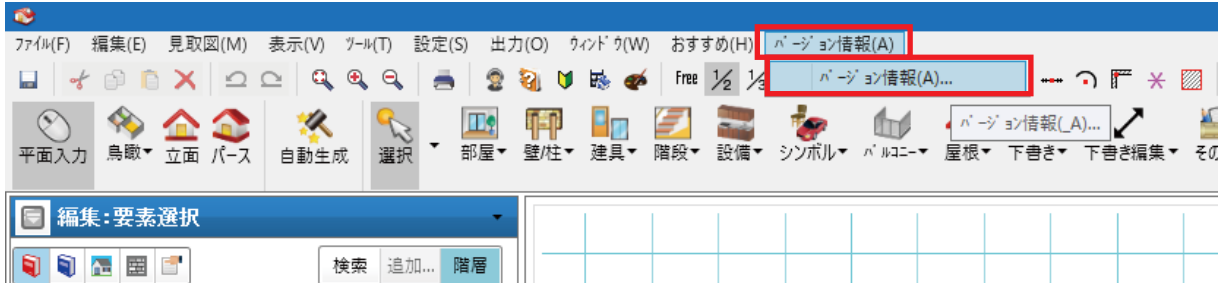 ﾌｧｲﾙ(F) 編集(E) 見取図(M) 表示(V) ﾂｰﾙ(T) 設定(S) 出力(O) ｳｨﾝﾄﾞｳ(W) おすすめ(H) ﾊﾞｰｼﾞｮﾝ情報(A)
Free 1/2 1/3 ﾊﾞｰｼﾞｮﾝ情報(A)...
ﾊﾞｰｼﾞｮﾝ情報(_A)...
平面入力 鳥瞰 立面 パース 自動生成 選択 部屋 壁/柱 建具 階段 設備 シンボル ﾊﾞﾙｺﾆｰ 屋根 下書き 下書き編集 その
編集:要素選択
検索 追加... 階層